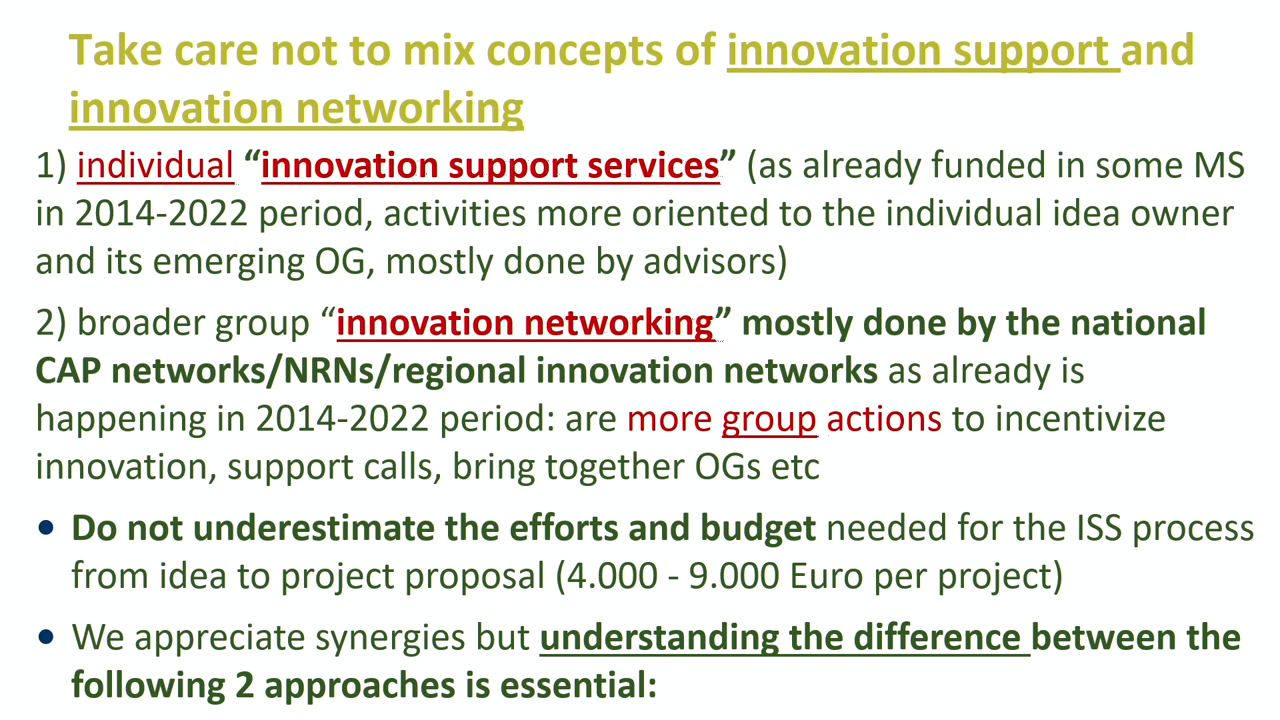 Take care not to mix concepts of innovation support and
innovation networking
1) individual “innovation support services” (as already funded in some MS
in 2014-2022 period, activities more oriented to the individual idea owner
and its emerging OG, mostly done by advisors)
2) broader group “innovation networking” mostly done by the national
CAP networks/NRNs/regional innovation networks as already is
happening in 2014-2022 period: are more group actions to incentivize
innovation, support calls, bring together OGs etc
• Do not underestimate the efforts and budget needed for the ISS process
from idea to project proposal (4.000 - 9.000 Euro per project)
• We appreciate synergies but understanding the difference between the
following 2 approaches is essential: